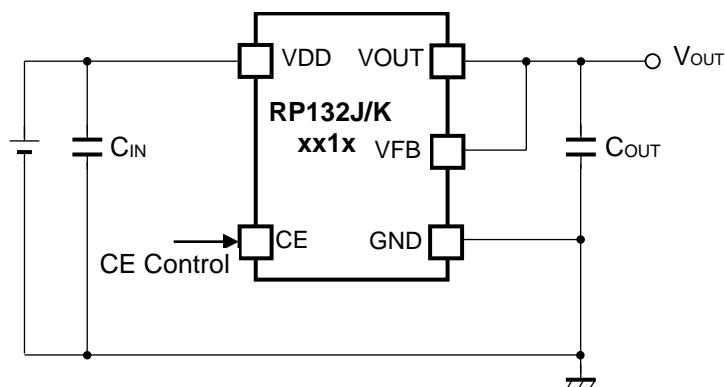 VDD VOUT
VOUT
RP132J/K
xx1x
CIN
VFB
COUT
CE
GND
CE Control